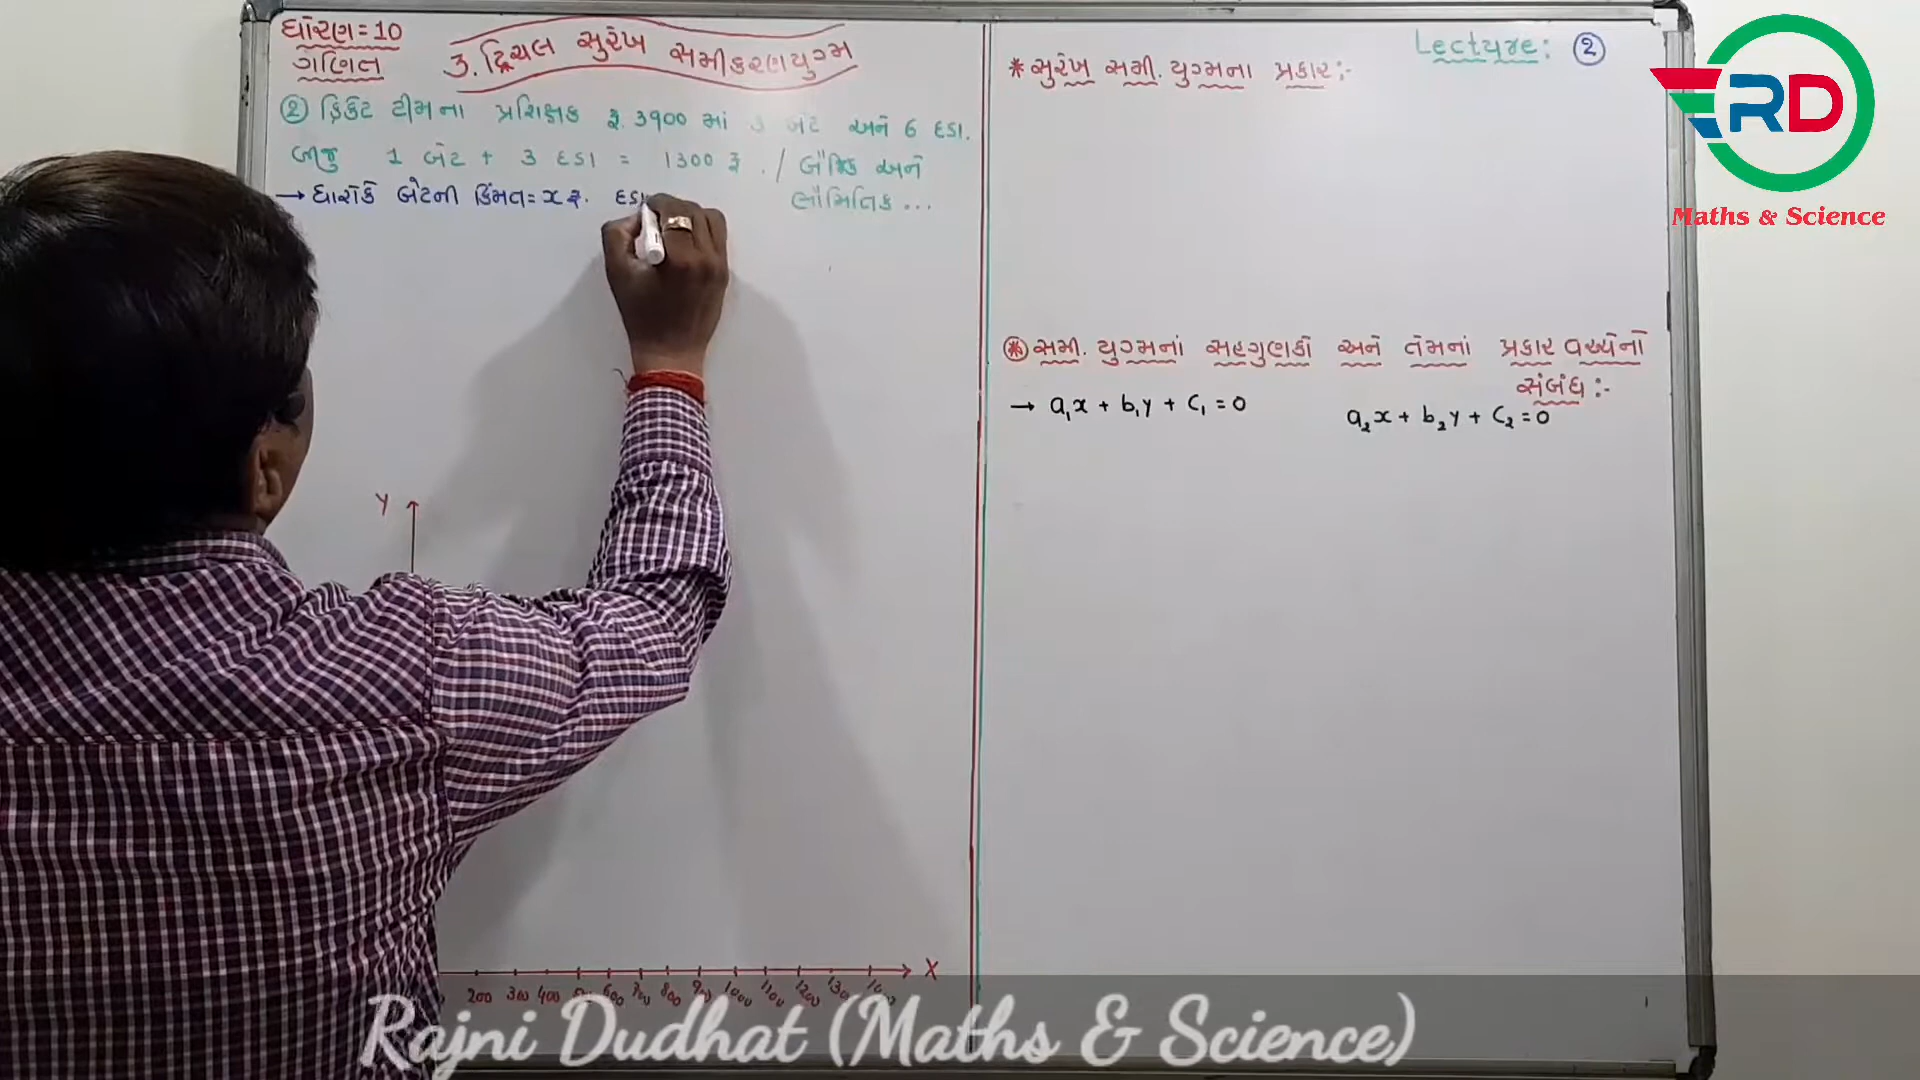 ધોરણ = 10
ગણિત
3. દ્વિચલ સુરેખ સમીકરણયુગ્મ
② ક્રિકેટ ટીમના પ્રશિક્ષક રૂ. 3900 માં 3 બેટ અને 6 દડા.
બીજુ 1 બેટ + 3 દડા = 1300 રૂ. / બૈજિક અને
ભૌમિતિક ...
→ ધારોકે બેટની કિંમત = x રૂ. દડા
Y
X
200 300 400 500 600 700 800 900 1000 1100 1200 1300
Lecture: ②
* સુરેખ સમી. યુગ્મના પ્રકાર :-
* સમી. યુગ્મનાં સહગુણકો અને તેમનાં પ્રકાર વચ્ચેનો
સંબંધ :-
→ a₁x + b₁y + c₁ = 0 a₂x + b₂y + c₂ = 0
RD
Maths & Science
Rajni Dudhat (Maths & Science)